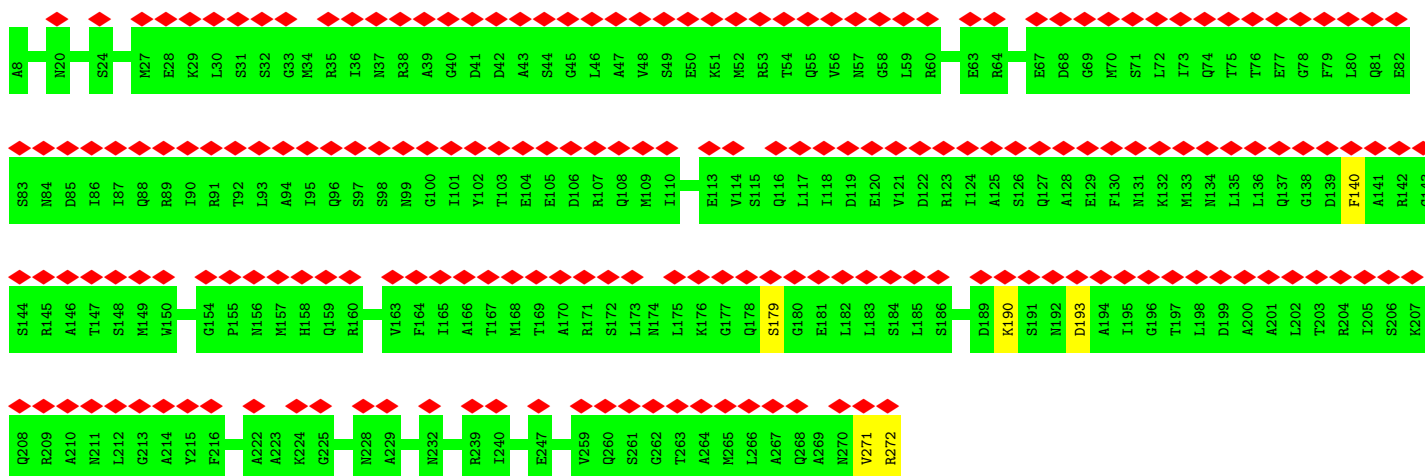 A8 N20 S24 M27 E28 K29 L30 S31 S32 G33 M34 R35 I36 N37 R38 A39 G40 D41 D42 A43 S44 G45 L46 A47 V48 S49 E50 K51 M52 R53 T54 Q55 V56 N57 G58 L59 R60 E63 R64 E67 D68 G69 M70 S71 L72 I73 Q74 T75 T76 E77 G78 F79 L80 Q81 E82
S83 N84 D85 I86 I87 Q88 R89 I90 R91 T92 L93 A94 I95 Q96 S97 S98 N99 G100 I101 Y102 T103 E104 E105 D106 R107 Q108 M109 I110 E113 V114 S115 Q116 L117 I118 D119 E120 V121 D122 R123 I124 A125 S126 Q127 A128 E129 F130 N131 K132 M133 N134 L135 L136 Q137 G138 D139 F140 A141 R142
S144 R145 A146 T147 S148 M149 W150 G154 P155 N156 M157 H158 Q159 R160 V163 F164 I165 A166 T167 M168 T169 A170 R171 S172 L173 N174 L175 K176 G177 Q178 S179 G180 E181 L182 L183 S184 L185 S186 D189 K190 S191 N192 D193 A194 I195 G196 T197 L198 D199 A200 A201 L202 T203 R204 I205 S206 K207
Q208 R209 A210 N211 L212 G213 A214 Y215 F216 A222 A223 K224 G225 N228 A229 N232 R239 I240 E247 V259 Q260 S261 G262 T263 A264 M265 L266 A267 Q268 A269 N270 V271 R272